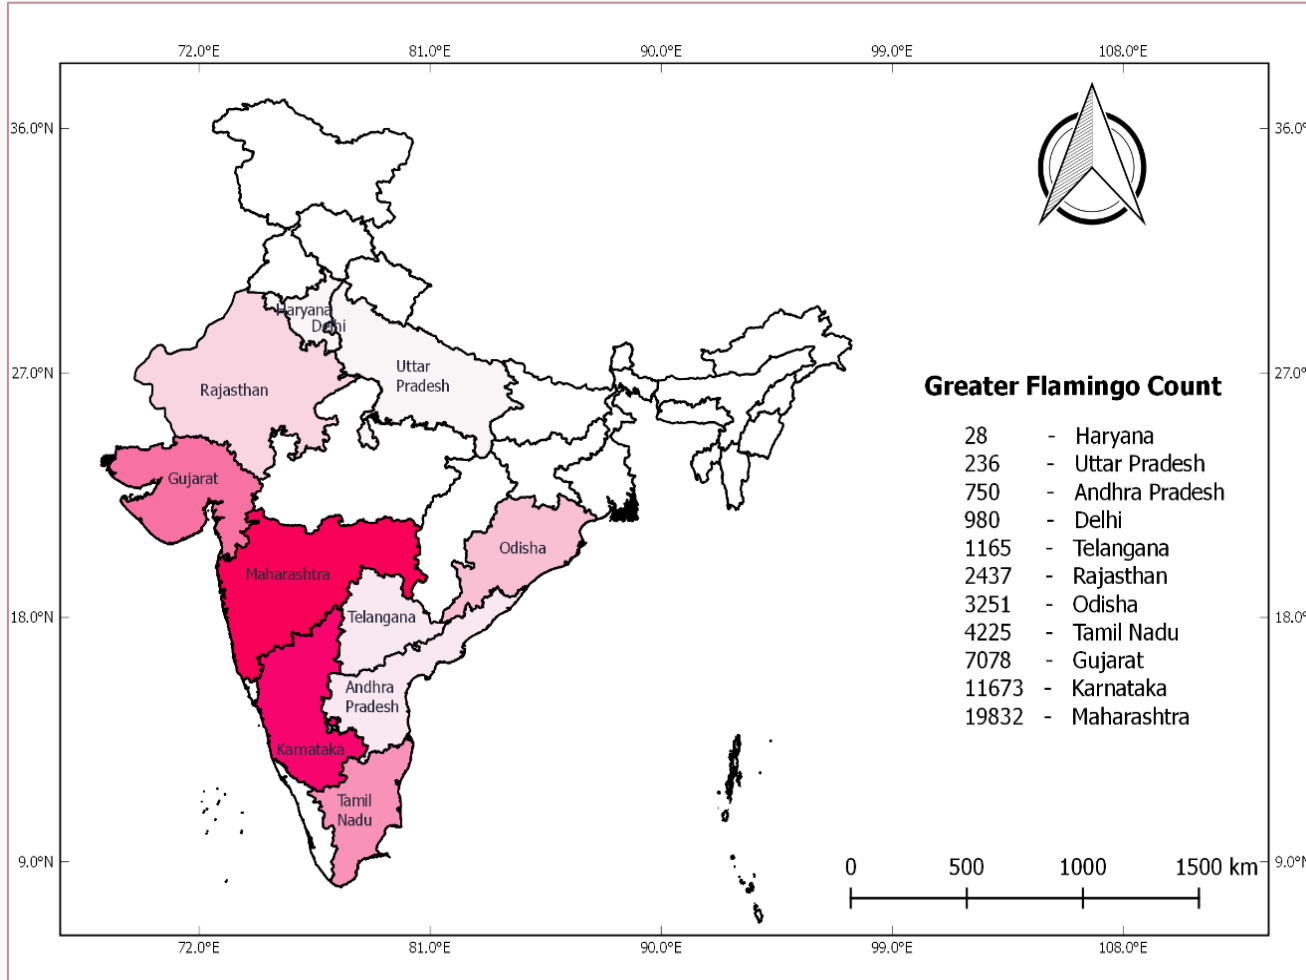 72.0°E 81.0°E 90.0°E 99.0°E 108.0°E
36.0°N 36.0°
Haryana
Delhi
Uttar
Pradesh
27.0°N 27.0°
Rajasthan
Greater Flamingo Count
28 - Haryana
236 - Uttar Pradesh
750 - Andhra Pradesh
980 - Delhi
1165 - Telangana
2437 - Rajasthan
3251 - Odisha
4225 - Tamil Nadu
7078 - Gujarat
11673 - Karnataka
19832 - Maharashtra
Gujarat
Odisha
Maharashtra
Telangana
18.0°N 18.0°
Andhra
Pradesh
Karnataka
Tamil
Nadu
9.0°N 9.0°N
0 500 1000 1500 km
72.0°E 81.0°E 90.0°E 99.0°E 108.0°E